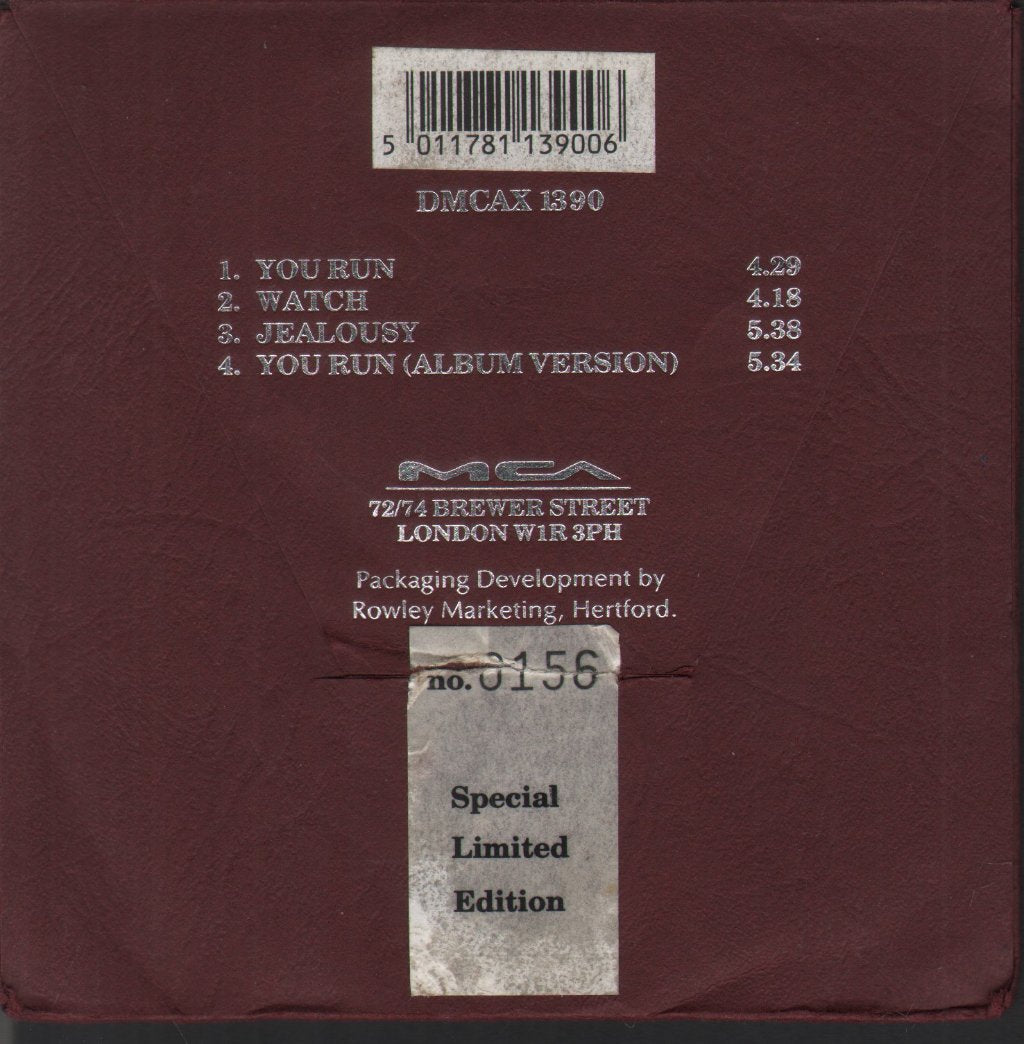 5 011781 139006
DMCAX 1390
1. YOU RUN 4.29
2. WATCH 4.18
3. JEALOUSY 5.38
4. YOU RUN (ALBUM VERSION) 5.34
MCA
72/74 BREWER STREET
LONDON W1R 3PH
Packaging Development by
Rowley Marketing, Hertford.
no. 0156
Special
Limited
Edition